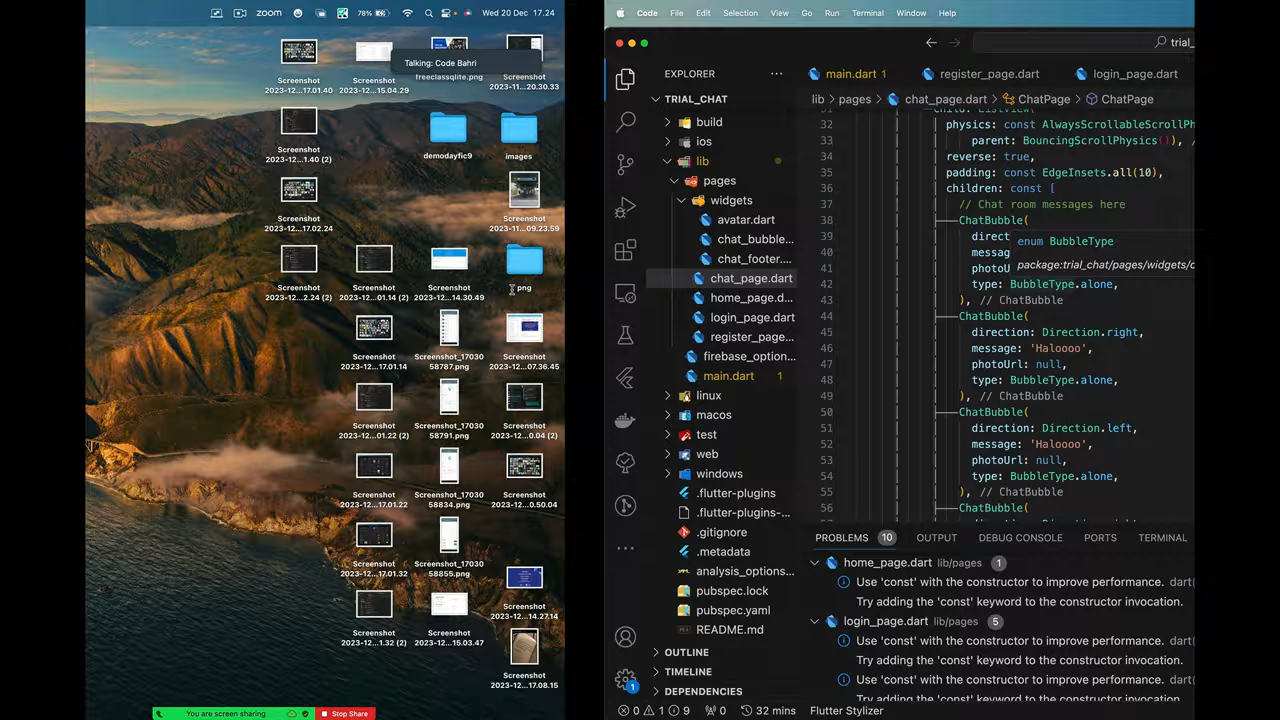 zoom
78%
Wed 20 Dec 17.24
Talking: Code Bahri
Screenshot
2023-12...17.01.40
Screenshot
2023-12...15.04.29
freeclassqlite.png
Screenshot
2023-11...20.30.33
Screenshot
2023-12...1.40 (2)
demodayfic9
images
Screenshot
2023-12...17.02.24
Screenshot
2023-11...09.23.59
Screenshot
2023-12...2.24 (2)
Screenshot
2023-12...01.14 (2)
Screenshot
2023-12...14.30.49
png
Screenshot
2023-12...17.01.14
Screenshot_17030
58787.png
Screenshot
2023-12...07.36.45
Screenshot
2023-12...01.22 (2)
Screenshot_17030
58791.png
Screenshot
2023-12...0.04 (2)
Screenshot
2023-12...17.01.22
Screenshot_17030
58834.png
Screenshot
2023-12...0.50.04
Screenshot
2023-12...17.01.32
Screenshot_17030
58855.png
Screenshot
2023-12...14.27.14
Screenshot
2023-12...1.32 (2)
Screenshot
2023-12...15.03.47
Screenshot
2023-12...17.08.15
You are screen sharing
Stop Share
Code File Edit Selection View Go Run Terminal Window Help
trial_
EXPLORER
TRIAL_CHAT
build
ios
lib
pages
widgets
avatar.dart
chat_bubble...
chat_footer....
chat_page.dart
home_page.d...
login_page.dart
register_page...
firebase_option...
main.dart 1
linux
macos
test
web
windows
.flutter-plugins
.flutter-plugins-...
.gitignore
.metadata
analysis_options...
pubspec.lock
pubspec.yaml
README.md
OUTLINE
TIMELINE
DEPENDENCIES
1
main.dart 1
register_page.dart
login_page.dart
lib > pages > chat_page.dart > ChatPage > ChatPage
32 physics: const AlwaysScrollableScrollPh
33 parent: BouncingScrollPhysics(), /
34 reverse: true,
35 padding: const EdgeInsets.all(10),
36 children: const [
37 // Chat room messages here
38 ChatBubble(
39 direct
enum BubbleType
40 messag
package:trial_chat/pages/widgets/c
41 photoU
42 type: BubbleType.alone,
43 ), // ChatBubble
44 ChatBubble(
45 direction: Direction.right,
46 message: 'Haloooo',
47 photoUrl: null,
48 type: BubbleType.alone,
49 ), // ChatBubble
50 ChatBubble(
51 direction: Direction.left,
52 message: 'Haloooo',
53 photoUrl: null,
54 type: BubbleType.alone,
55 ), // ChatBubble
56 ChatBubble(
PROBLEMS 10 OUTPUT DEBUG CONSOLE PORTS TERMINAL
home_page.dart lib/pages 1
Use 'const' with the constructor to improve performance. dart(
Try adding the 'const' keyword to the constructor invocation.
login_page.dart lib/pages 5
Use 'const' with the constructor to improve performance. dart(
Try adding the 'const' keyword to the constructor invocation.
Use 'const' with the constructor to improve performance. dart(
Try adding the 'const' keyword to the constructor invocation.
0 1 9 0 mins Flutter Stylizer